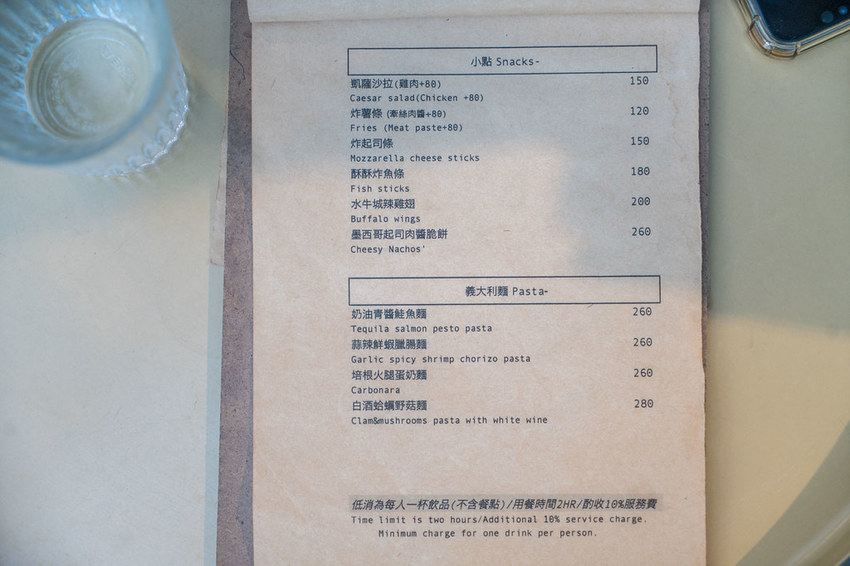 小點 Snacks-
凱薩沙拉(雞肉+80) 150
Caesar salad(Chicken +80)
炸薯條 (牽絲肉醬+80) 120
Fries (Meat paste+80)
炸起司條 150
Mozzarella cheese sticks
酥酥炸魚條 180
Fish sticks
水牛城辣雞翅 200
Buffalo wings
墨西哥起司肉醬脆餅 260
Cheesy Nachos'
義大利麵 Pasta-
奶油青醬鮭魚麵 260
Tequila salmon pesto pasta
蒜辣鮮蝦臘腸麵 260
Garlic spicy shrimp chorizo pasta
培根火腿蛋奶麵 260
Carbonara
白酒蛤蠣野菇麵 280
Clam&mushrooms pasta with white wine
低消為每人一杯飲品(不含餐點)/用餐時間2HR/酌收10%服務費
Time limit is two hours/Additional 10% service charge.
Minimum charge for one drink per person.